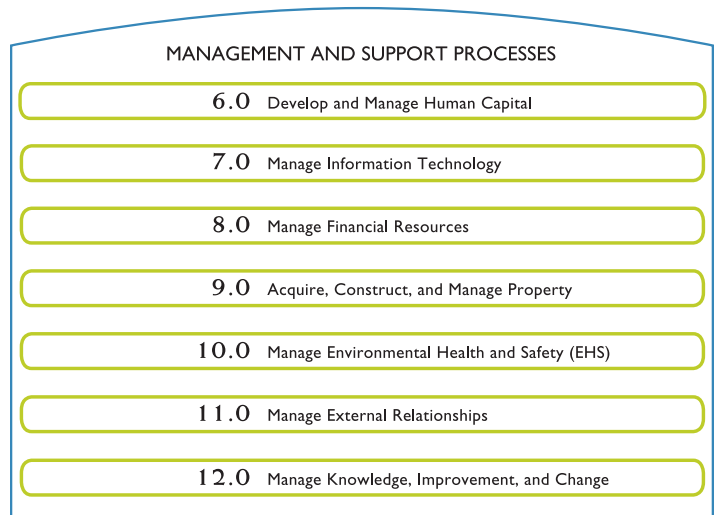 MANAGEMENT AND SUPPORT PROCESSES
6.0 Develop and Manage Human Capital
7.0 Manage Information Technology
8.0 Manage Financial Resources
9.0 Acquire, Construct, and Manage Property
10.0 Manage Environmental Health and Safety (EHS)
11.0 Manage External Relationships
12.0 Manage Knowledge, Improvement, and Change